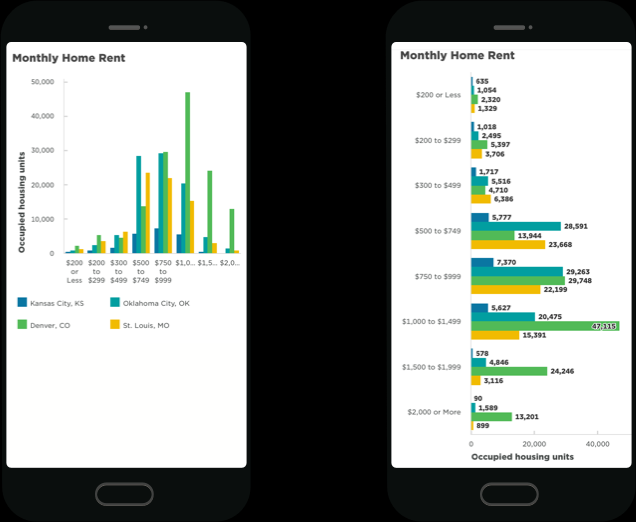 Monthly Home Rent
50,000
40,000
30,000
20,000
10,000
0
Occupied housing units
$200 or Less
$200 to $299
$300 to $499
$500 to $749
$750 to $999
$1,0...
$1,5...
$2,0...
Kansas City, KS
Oklahoma City, OK
Denver, CO
St. Louis, MO
Monthly Home Rent
$200 or Less
635
1,054
2,320
1,329
$200 to $299
1,018
2,495
5,397
3,706
$300 to $499
1,717
5,516
4,710
6,386
$500 to $749
5,777
28,591
13,944
23,668
$750 to $999
7,370
29,263
29,748
22,199
$1,000 to $1,499
5,627
20,475
47,115
15,391
$1,500 to $1,999
578
4,846
24,246
3,116
$2,000 or More
90
1,589
13,201
899
0
20,000
40,000
Occupied housing units